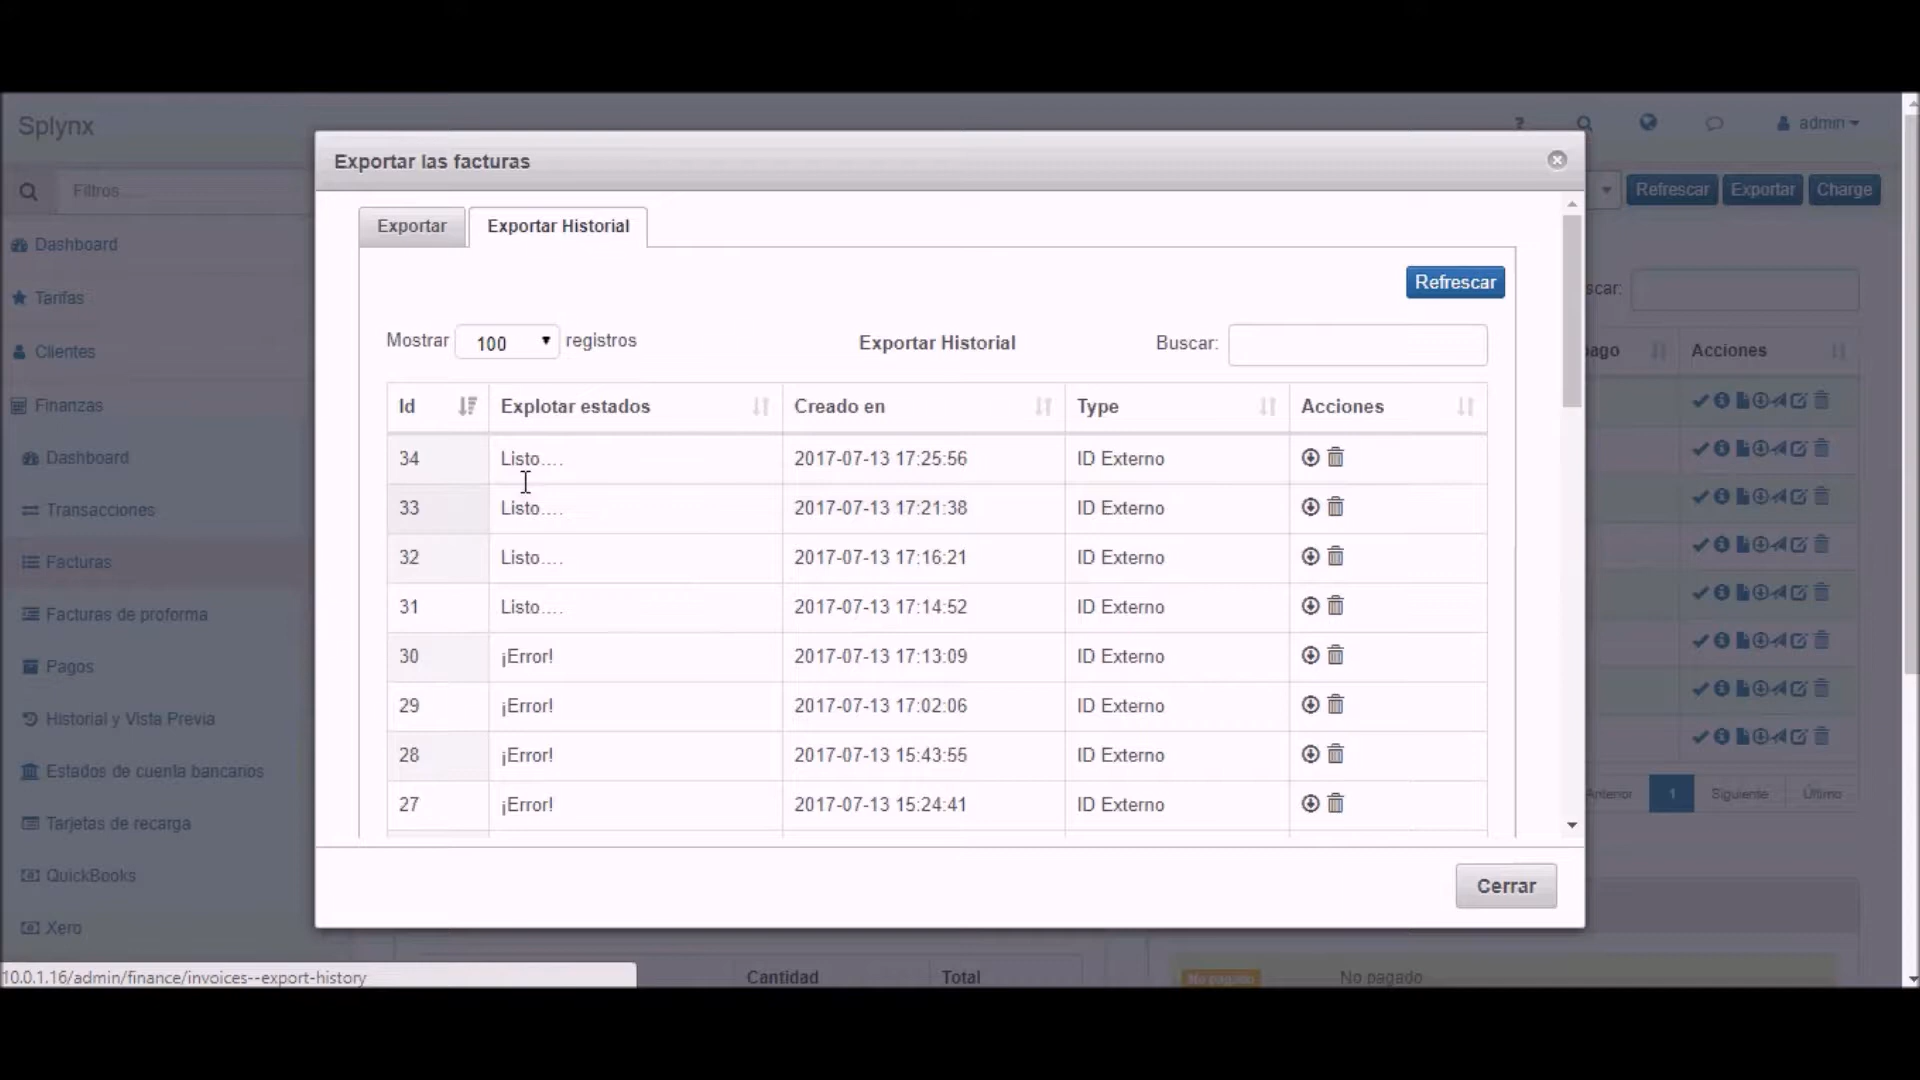 Splynx
? admin
Exportar las facturas
Filtros....
Refrescar Exportar Charge
Exportar Exportar Historial
Dashboard
Refrescar
Tarifas
scar:
Mostrar 100 registros Exportar Historial Buscar:
Clientes
ago Acciones
Id Explotar estados Creado en Type Acciones
Finanzas
Dashboard
34 Listo.... 2017-07-13 17:25:56 ID Externo
Transacciones
33 Listo.... 2017-07-13 17:21:38 ID Externo
Facturas
32 Listo.... 2017-07-13 17:16:21 ID Externo
Facturas de proforma
31 Listo.... 2017-07-13 17:14:52 ID Externo
Pagos
30 ¡Error! 2017-07-13 17:13:09 ID Externo
Historial y Vista Previa
29 ¡Error! 2017-07-13 17:02:06 ID Externo
Estados de cuenta bancarios
28 ¡Error! 2017-07-13 15:43:55 ID Externo
Tarjetas de recarga
27 ¡Error! 2017-07-13 15:24:41 ID Externo
Anterior 1 Siguiente Último
QuickBooks
Cerrar
Xero
10.0.1.16/admin/finance/invoices--export-history
Cantidad Total
No pagado No pagado